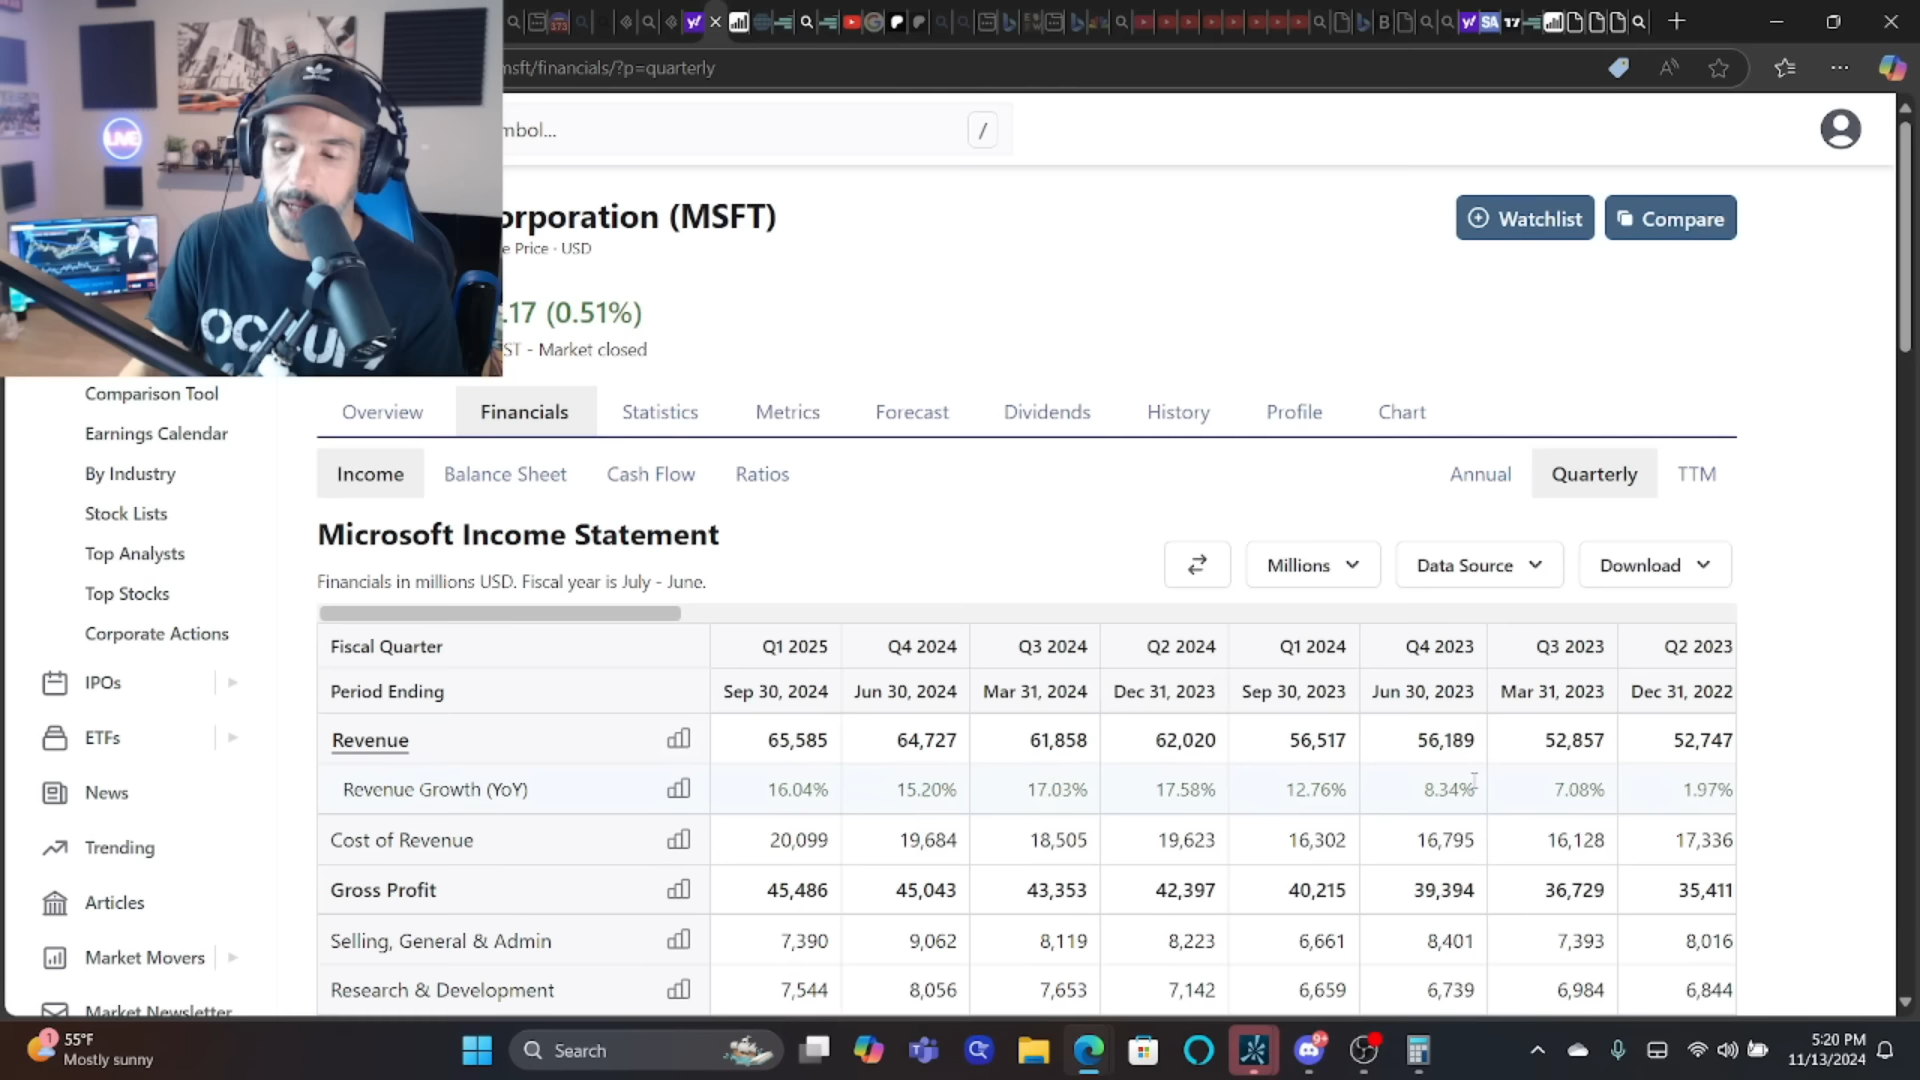 373
SA
17
B
msft/financials/?p=quarterly
LIVE
mbol...
/
orporation (MSFT)
e Price · USD
Watchlist
Compare
.17 (0.51%)
ST - Market closed
Comparison Tool
Earnings Calendar
By Industry
Stock Lists
Top Analysts
Top Stocks
Corporate Actions
IPOs
ETFs
News
Trending
Articles
Market Movers
Market Newsletter
Overview Financials Statistics Metrics Forecast Dividends History Profile Chart
Income Balance Sheet Cash Flow Ratios Annual Quarterly TTM
Microsoft Income Statement
Financials in millions USD. Fiscal year is July - June.
Millions Data Source Download
Fiscal Quarter Q1 2025 Q4 2024 Q3 2024 Q2 2024 Q1 2024 Q4 2023 Q3 2023 Q2 2023
Period Ending Sep 30, 2024 Jun 30, 2024 Mar 31, 2024 Dec 31, 2023 Sep 30, 2023 Jun 30, 2023 Mar 31, 2023 Dec 31, 2022
Revenue 65,585 64,727 61,858 62,020 56,517 56,189 52,857 52,747
Revenue Growth (YoY) 16.04% 15.20% 17.03% 17.58% 12.76% 8.34% 7.08% 1.97%
Cost of Revenue 20,099 19,684 18,505 19,623 16,302 16,795 16,128 17,336
Gross Profit 45,486 45,043 43,353 42,397 40,215 39,394 36,729 35,411
Selling, General & Admin 7,390 9,062 8,119 8,223 6,661 8,401 7,393 8,016
Research & Development 7,544 8,056 7,653 7,142 6,659 6,739 6,984 6,844
1 55°F
Mostly sunny
Search
9+
5:20 PM
11/13/2024